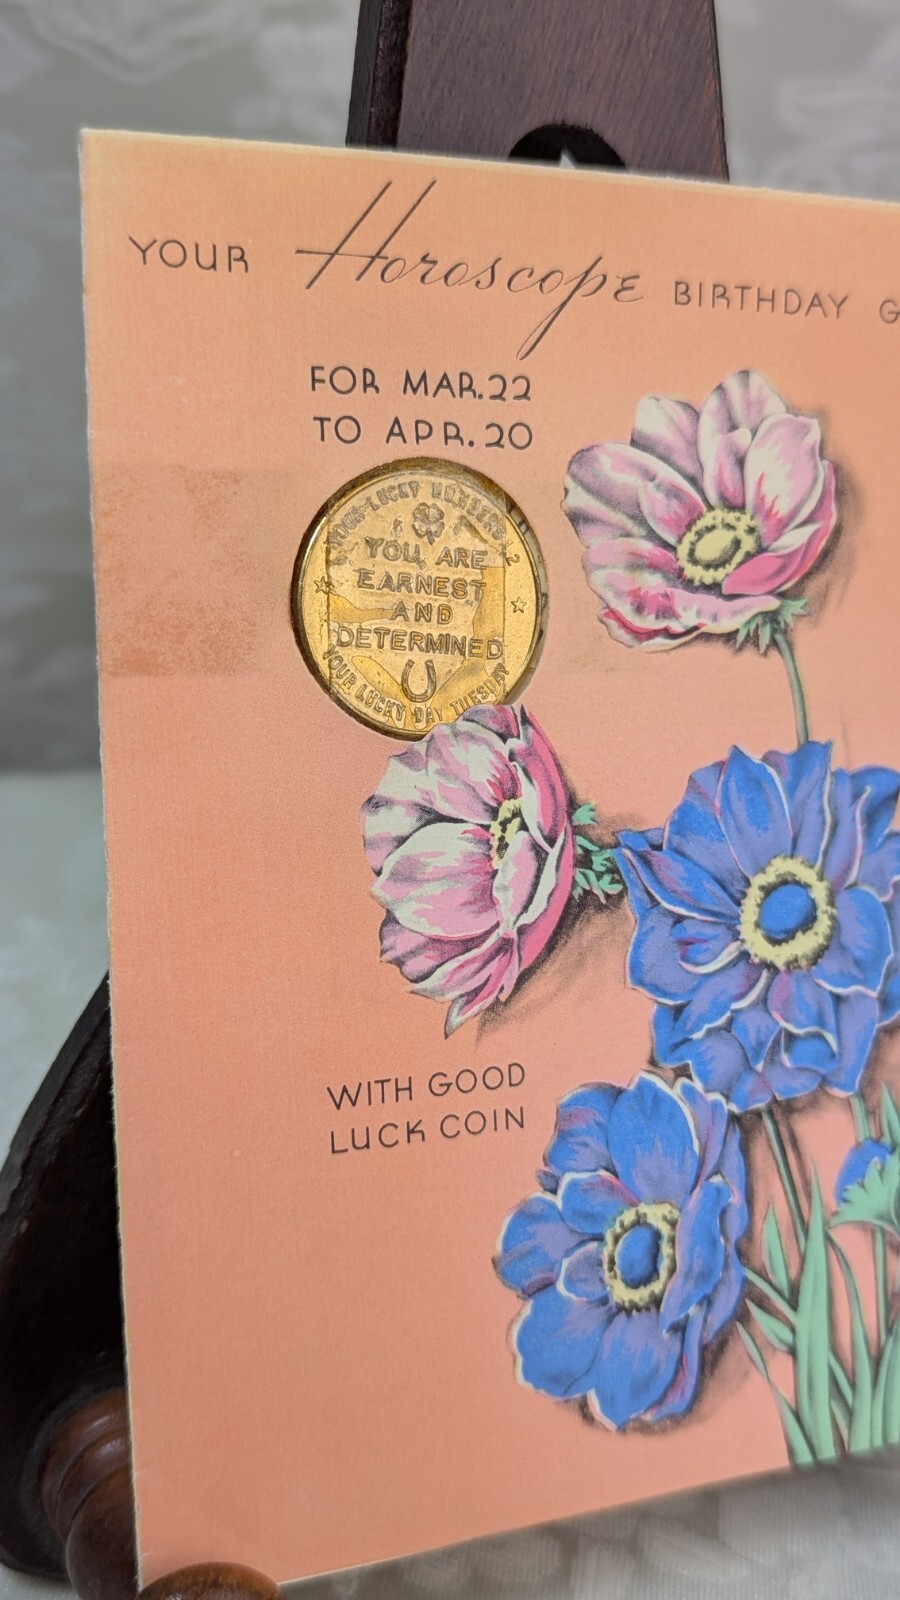 YOUR Horoscope BIRTHDAY G
FOR MAR. 22
TO APR. 20
YOUR LUCKY NUMBERS
YOU ARE
EARNEST
AND
DETERMINED
YOUR LUCKY DAY TUESDAY
WITH GOOD
LUCK COIN